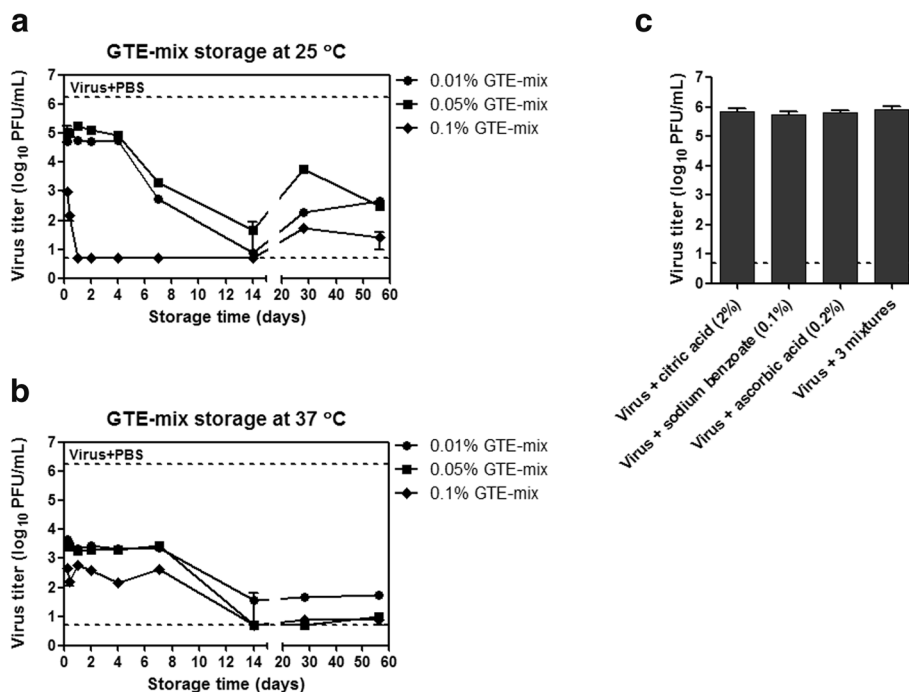 a
GTE-mix storage at 25 °C
Virus titer (log10 PFU/mL)
7
6
5
4
3
2
1
0
Virus+PBS
0 2 4 6 8 10 12 14 20 30 40 50 60
Storage time (days)
0.01% GTE-mix
0.05% GTE-mix
0.1% GTE-mix
b
GTE-mix storage at 37 °C
Virus titer (log10 PFU/mL)
7
6
5
4
3
2
1
0
Virus+PBS
0 2 4 6 8 10 12 14 20 30 40 50 60
Storage time (days)
0.01% GTE-mix
0.05% GTE-mix
0.1% GTE-mix
c
Virus titer (log10 PFU/mL)
7
6
5
4
3
2
1
0
Virus + citric acid (2%)
Virus + sodium benzoate (0.1%)
Virus + ascorbic acid (0.2%)
Virus + 3 mixtures